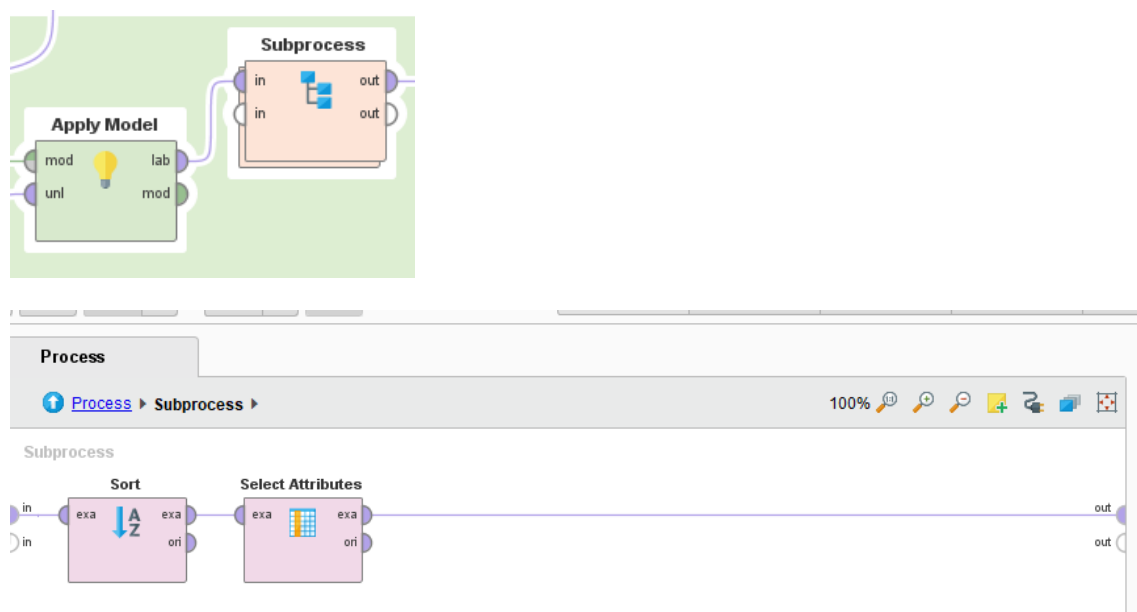 Subprocess
in out
in out
Apply Model
mod lab
unl mod
Process
Process Subprocess
100%
Subprocess
Sort Select Attributes
in exa A Z exa exa exa out
in ori ori out